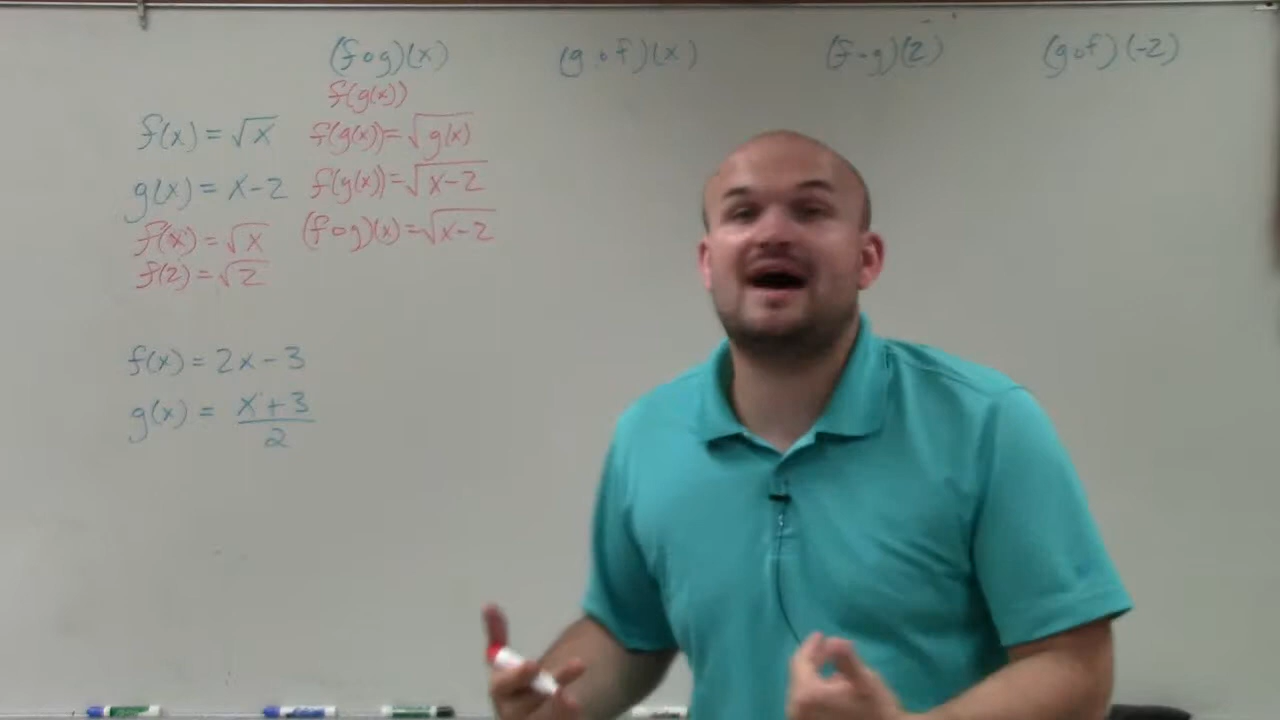 (f∘g)(x) (g∘f)(x) (f∘g)(2) (g∘f)(-2)
f(g(x))
f(x) = √x f(g(x)) = √g(x)
g(x) = x-2 f(g(x)) = √x-2
f(x) = √x (f∘g)(x) = √x-2
f(2) = √2
f(x) = 2x-3
g(x) = x+3
2